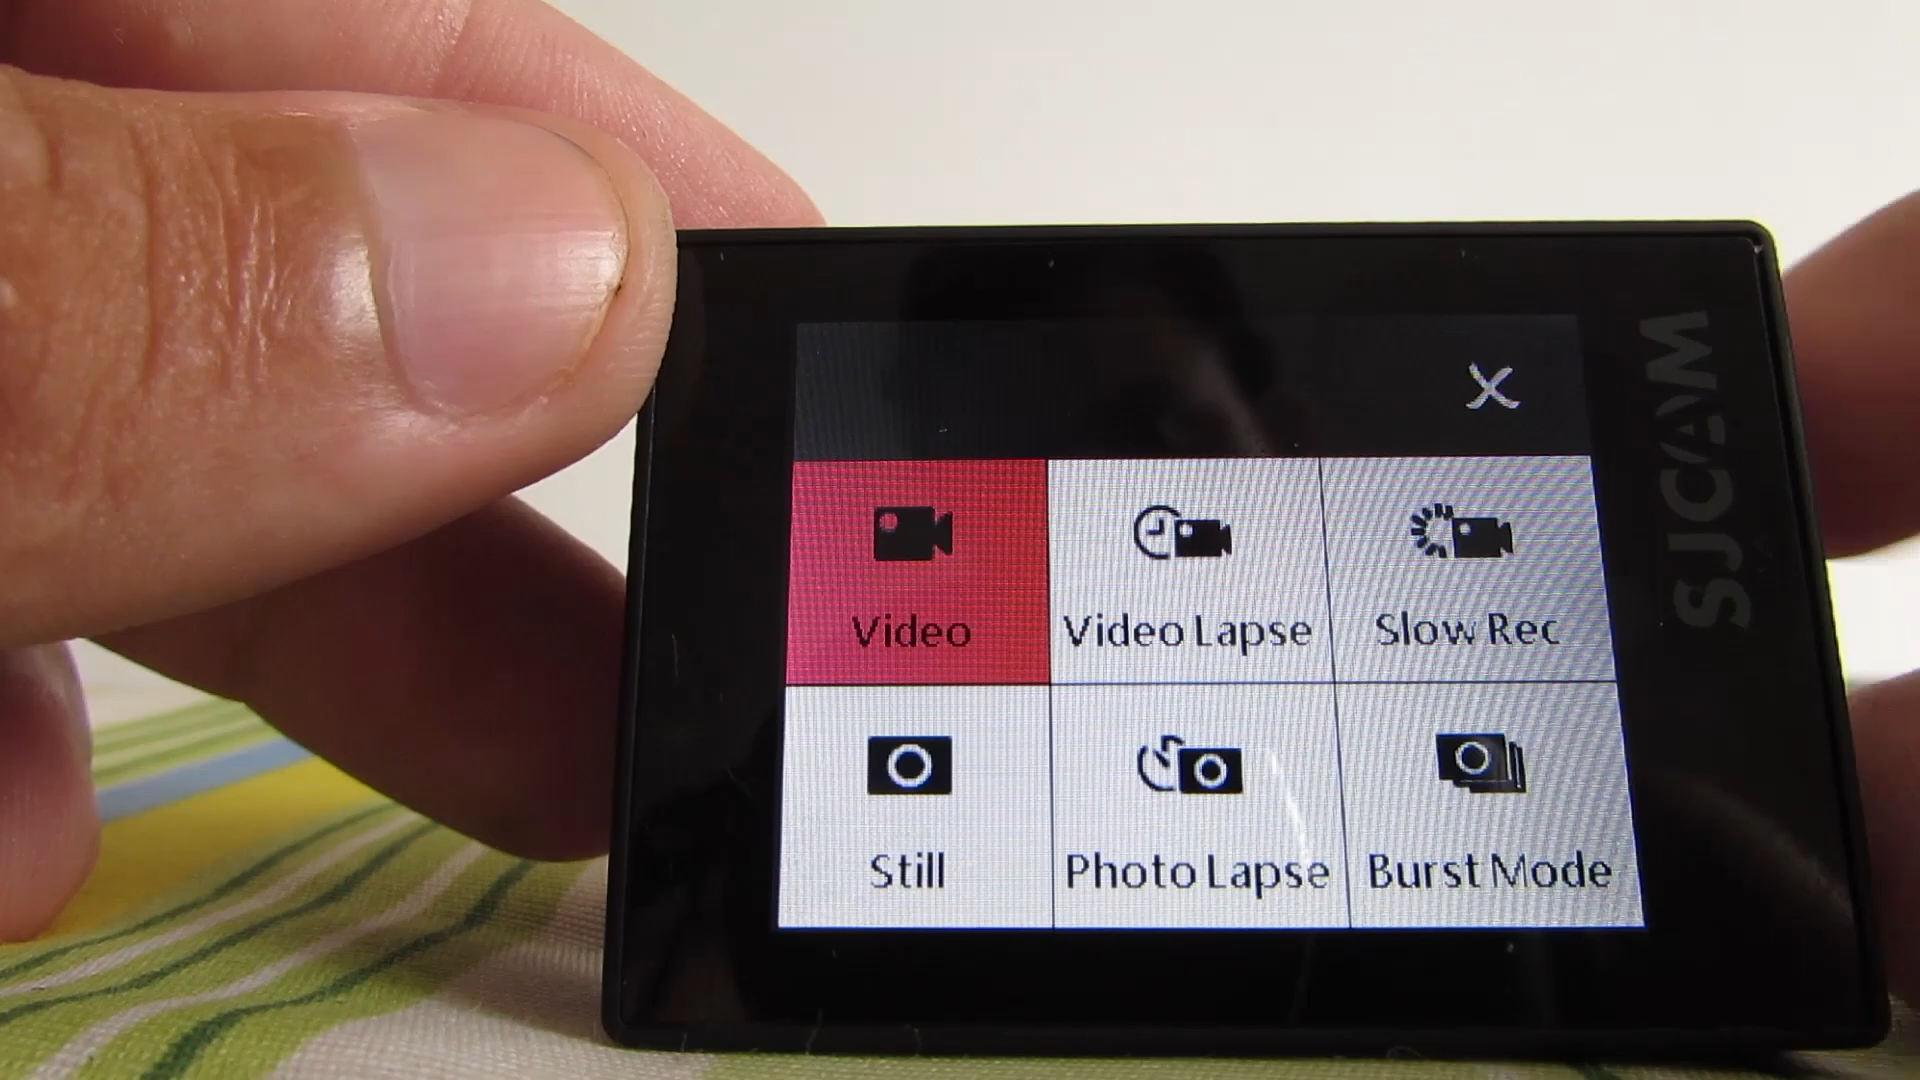 X
Video
Video Lapse
Slow Rec
Still
Photo Lapse
Burst Mode
SJCAM